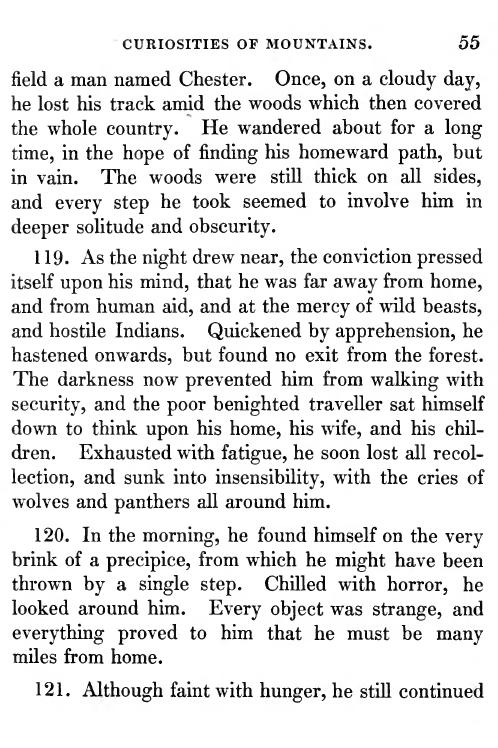 CURIOSITIES OF MOUNTAINS. 55
field a man named Chester. Once, on a cloudy day,
he lost his track amid the woods which then covered
the whole country. He wandered about for a long
time, in the hope of finding his homeward path, but
in vain. The woods were still thick on all sides,
and every step he took seemed to involve him in
deeper solitude and obscurity.
119. As the night drew near, the conviction pressed
itself upon his mind, that he was far away from home,
and from human aid, and at the mercy of wild beasts,
and hostile Indians. Quickened by apprehension, he
hastened onwards, but found no exit from the forest.
The darkness now prevented him from walking with
security, and the poor benighted traveller sat himself
down to think upon his home, his wife, and his chil-
dren. Exhausted with fatigue, he soon lost all recol-
lection, and sunk into insensibility, with the cries of
wolves and panthers all around him.
120. In the morning, he found himself on the very
brink of a precipice, from which he might have been
thrown by a single step. Chilled with horror, he
looked around him. Every object was strange, and
everything proved to him that he must be many
miles from home.
121. Although faint with hunger, he still continued